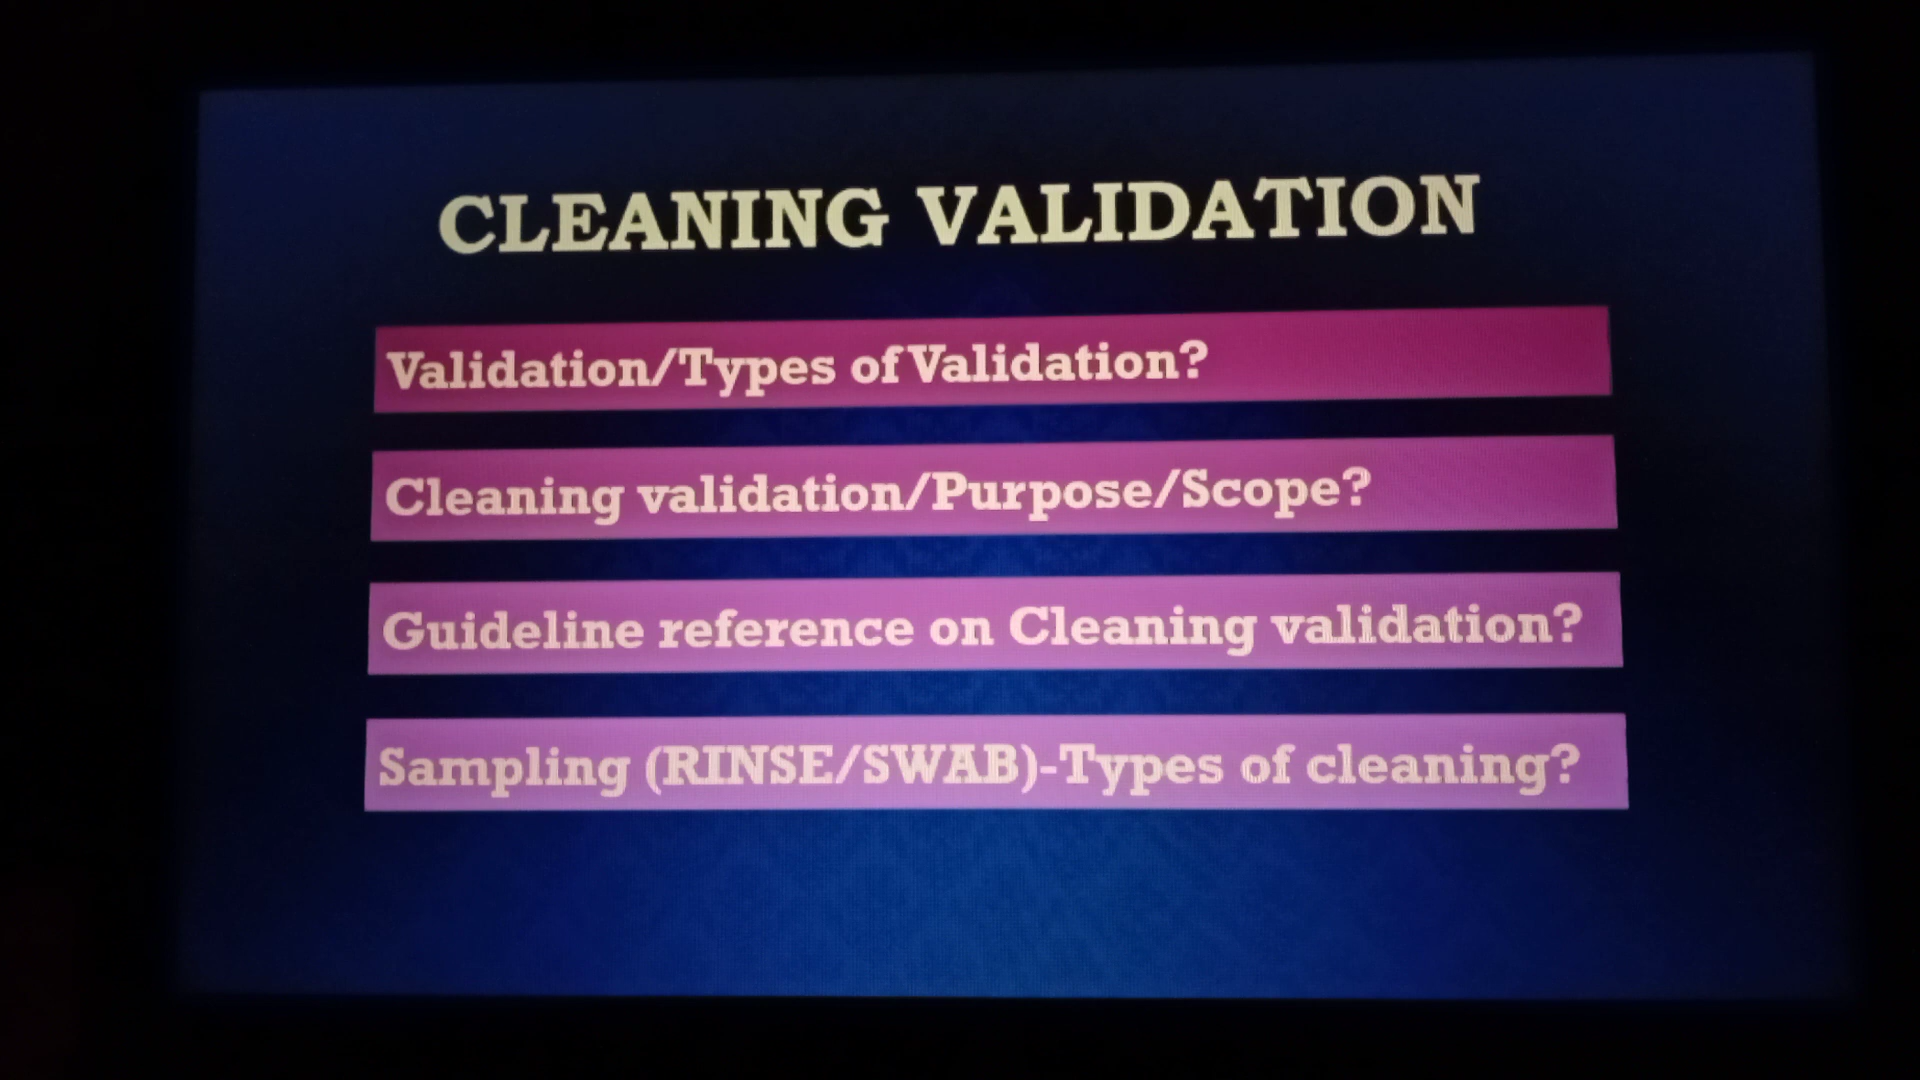 CLEANING VALIDATION
Validation/Types of Validation?
Cleaning validation/Purpose/Scope?
Guideline reference on Cleaning validation?
Sampling (RINSE/SWAB)-Types of cleaning?